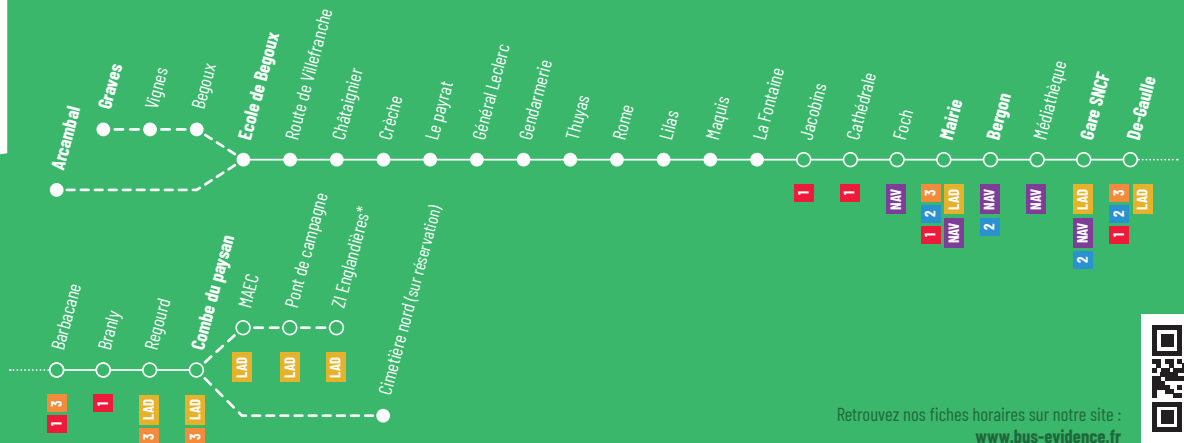 Arcambal
Graves
Vignes
Begoux
Ecole de Begoux
Route de Villefranche
Châtaignier
Crèche
Le payrat
Général Leclerc
Gendarmerie
Thuyas
Rome
Lilas
Maquis
La Fontaine
Jacobins
1
Cathédrale
1
Foch
NAV
Mairie
1 2 3
NAV LAD
Bergon
2 NAV
Médiathèque
NAV
Gare SNCF
2 NAV LAD
De-Gaulle
1 2 3
LAD
Barbacane
1 3
Branly
1
Regourd
3 LAD
Combe du paysan
3 LAD
MAEC
LAD
Pont de campagne
LAD
ZI Englandières*
LAD
Cimetière nord (sur réservation)
Retrouvez nos fiches horaires sur notre site :
www.bus-evidence.fr